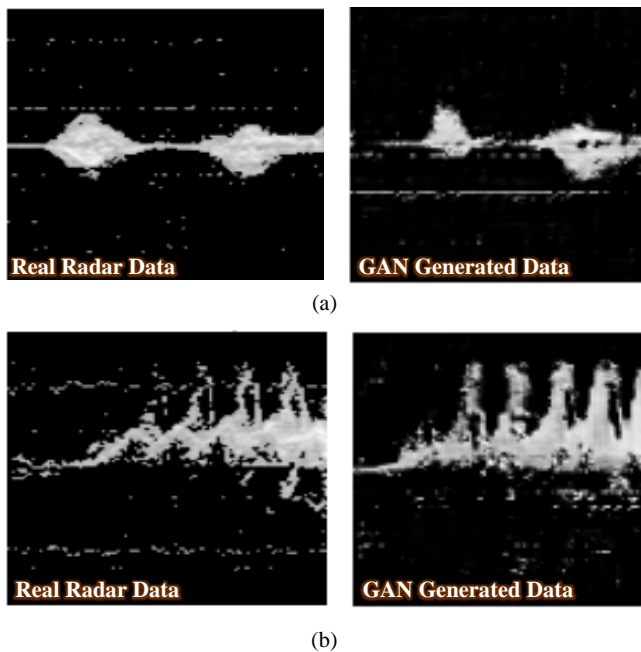 Real Radar Data
GAN Generated Data
(a)
Real Radar Data
GAN Generated Data
(b)